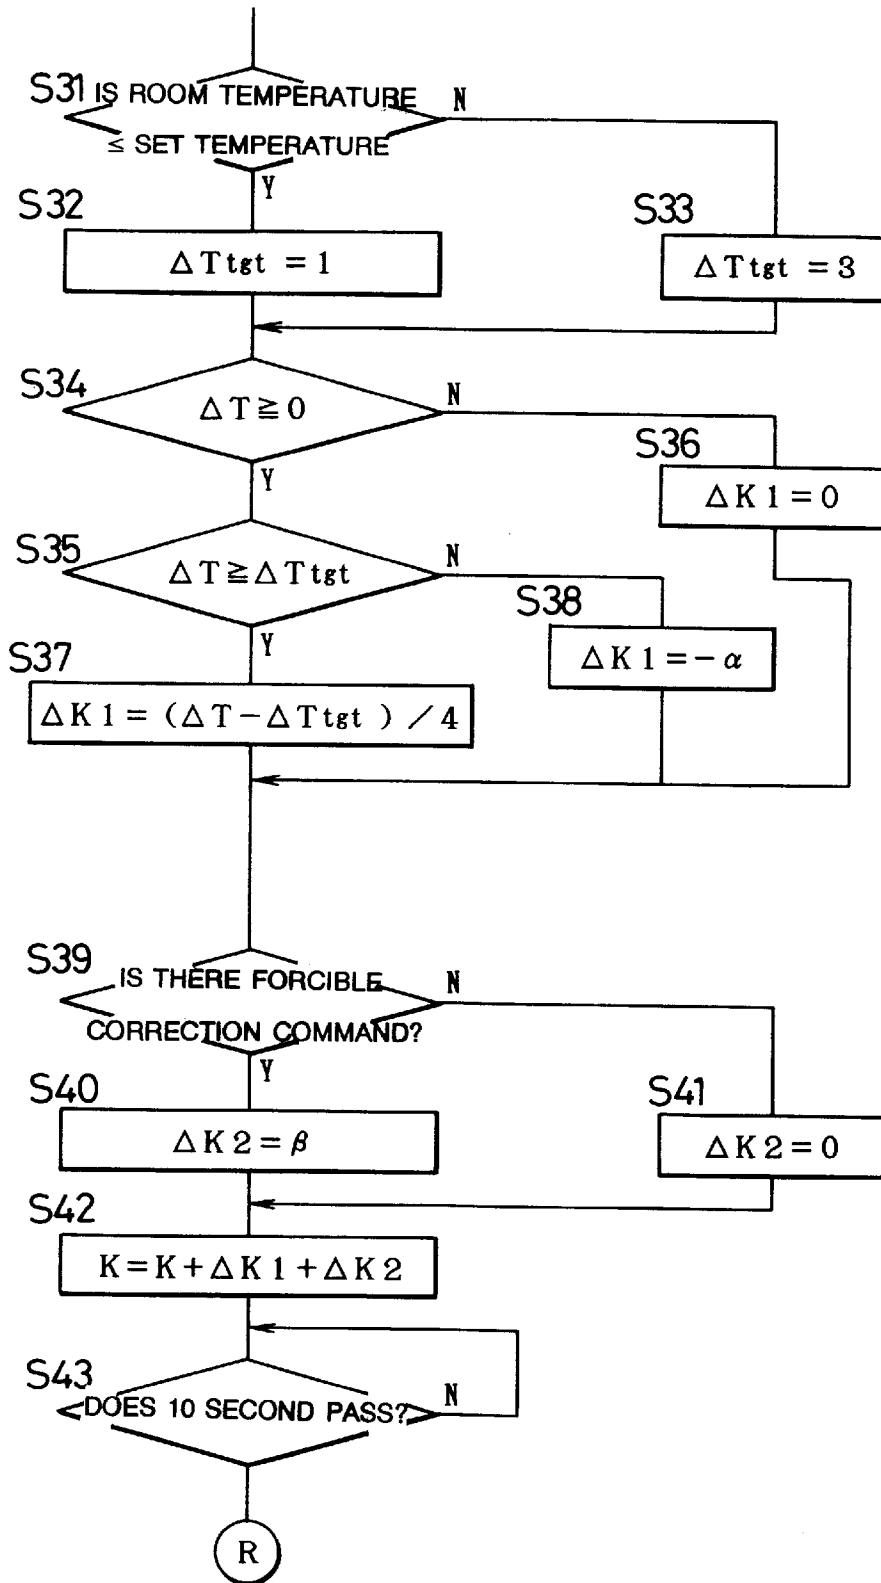 S31 IS ROOM TEMPERATURE
≤ SET TEMPERATURE
N
Y
S32
ΔTtgt =1
S33
ΔTtgt =3
S34
ΔT≧0
N
Y
S36
ΔK1=0
S35
ΔT≧ΔTtgt
N
Y
S38
ΔK1=-α
S37
ΔK1=(ΔT-ΔTtgt )/4
S39
IS THERE FORCIBLE
CORRECTION COMMAND?
N
Y
S40
ΔK2=β
S41
ΔK2=0
S42
K=K+ΔK1+ΔK2
S43
DOES 10 SECOND PASS?
N
R